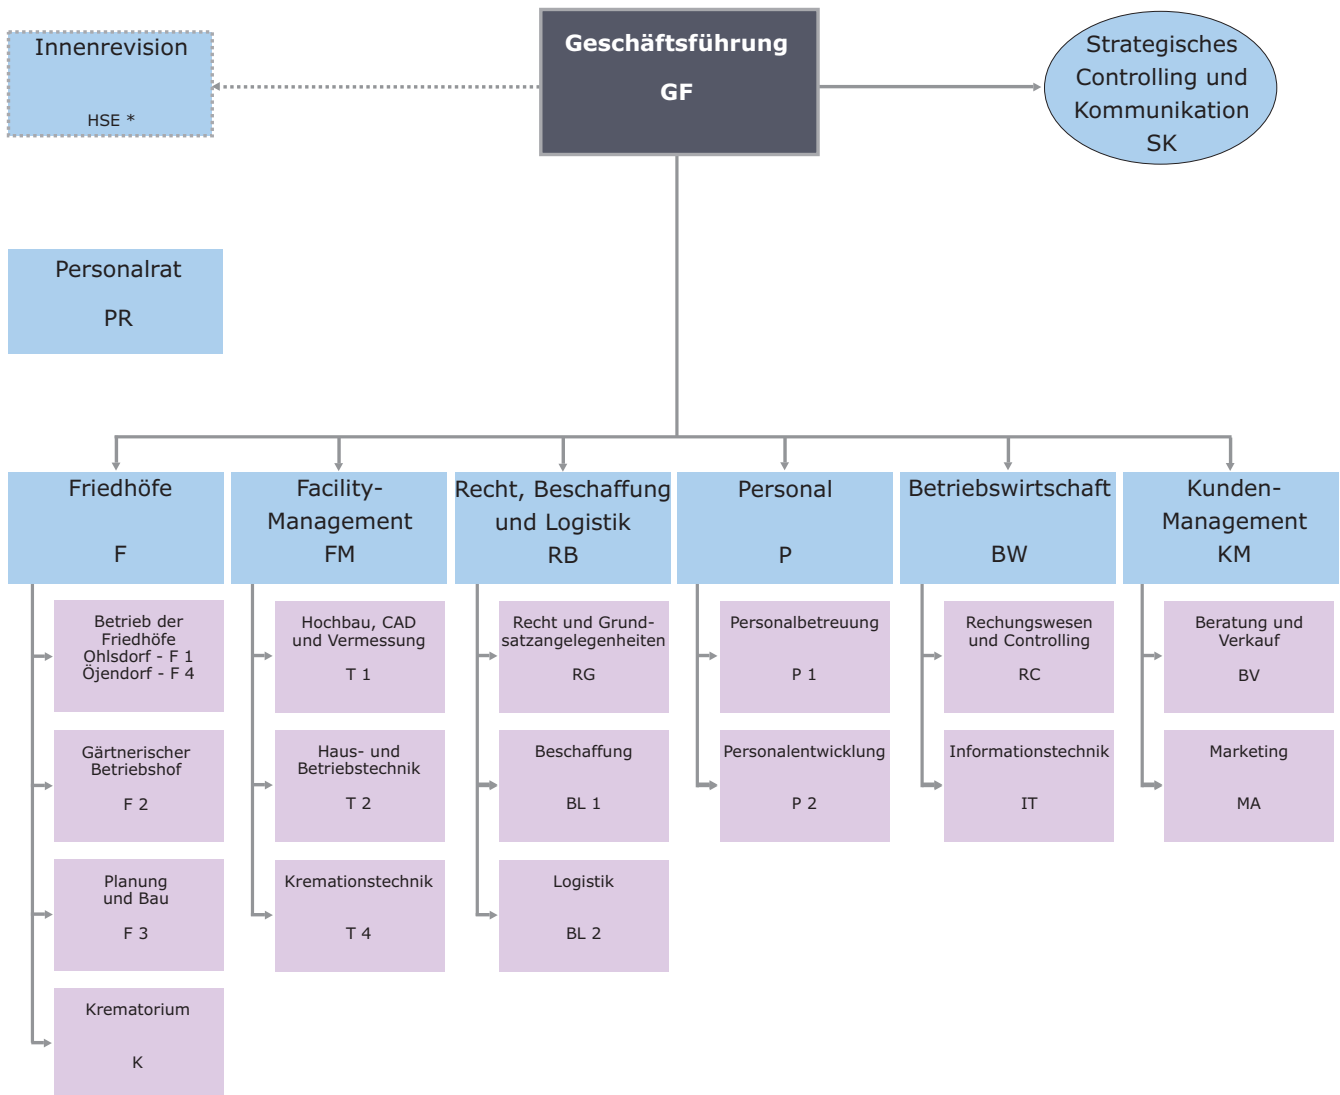 Innenrevision
HSE *
Geschäftsführung
GF
Strategisches
Controlling und
Kommunikation
SK
Personalrat
PR
Friedhöfe
F
Facility-
Management
FM
Recht, Beschaffung
und Logistik
RB
Personal
P
Betriebswirtschaft
BW
Kunden-
Management
KM
Betrieb der
Friedhöfe
Ohlsdorf - F 1
Öjendorf - F 4
Gärtnerischer
Betriebshof
F 2
Planung
und Bau
F 3
Krematorium
K
Hochbau, CAD
und Vermessung
T 1
Haus- und
Betriebstechnik
T 2
Kremationstechnik
T 4
Recht und Grund-
satzangelegenheiten
RG
Beschaffung
BL 1
Logistik
BL 2
Personalbetreuung
P 1
Personalentwicklung
P 2
Rechungswesen
und Controlling
RC
Informationstechnik
IT
Beratung und
Verkauf
BV
Marketing
MA